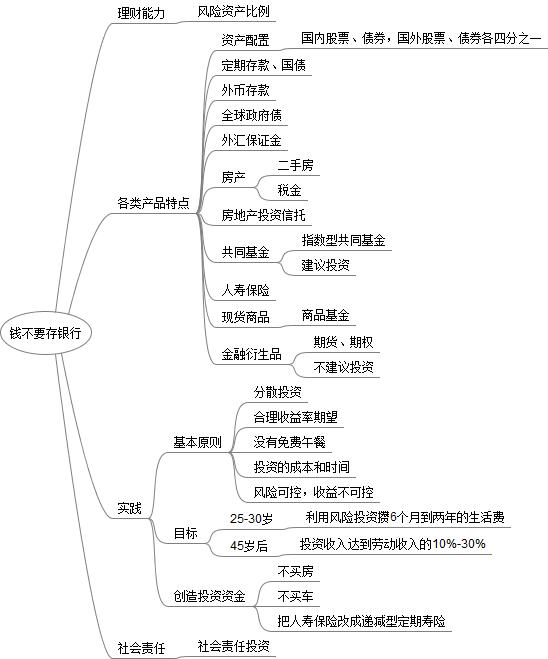 钱不要存银行
理财能力
风险资产比例
各类产品特点
资产配置
国内股票、债券，国外股票、债券各四分之一
定期存款、国债
外币存款
全球政府债
外汇保证金
房产
二手房
税金
房地产投资信托
共同基金
指数型共同基金
建议投资
人寿保险
现货商品
商品基金
金融衍生品
期货、期权
不建议投资
实践
基本原则
分散投资
合理收益率期望
没有免费午餐
投资的成本和时间
风险可控，收益不可控
目标
25-30岁
利用风险投资攒6个月到两年的生活费
45岁后
投资收入达到劳动收入的10%-30%
创造投资资金
不买房
不买车
把人寿保险改成递减型定期寿险
社会责任
社会责任投资